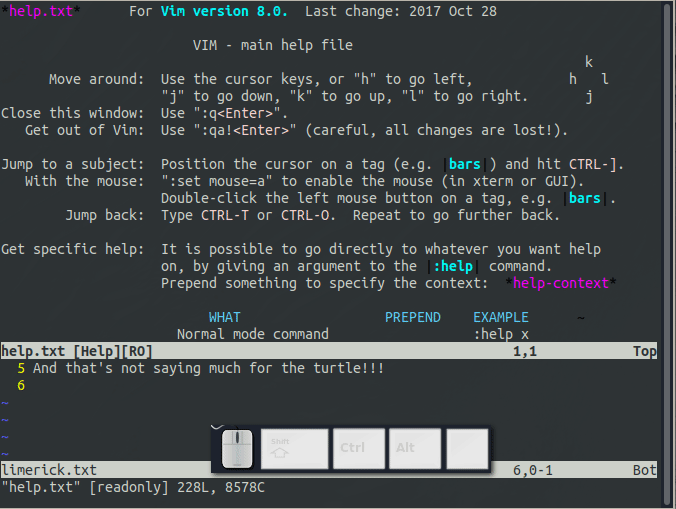 *help.txt*      For Vim version 8.0.  Last change: 2017 Oct 28
VIM - main help file
k
Move around:  Use the cursor keys, or "h" to go left,            h   l
"j" to go down, "k" to go up, "l" to go right.       j
Close this window:  Use ":q<Enter>".
Get out of Vim:  Use ":qa!<Enter>" (careful, all changes are lost!).
Jump to a subject:  Position the cursor on a tag (e.g. |bars|) and hit CTRL-].
With the mouse:  ":set mouse=a" to enable the mouse (in xterm or GUI).
Double-click the left mouse button on a tag, e.g. |bars|.
Jump back:  Type CTRL-T or CTRL-O.  Repeat to go further back.
Get specific help:  It is possible to go directly to whatever you want help
on, by giving an argument to the |:help| command.
Prepend something to specify the context:  *help-context*
WHAT                  PREPEND    EXAMPLE      ~
Normal mode command                  :help x
help.txt [Help][RO]                                             1,1            Top
5 And that's not saying much for the turtle!!!
6
~
~
~
~
Shift
Ctrl
Alt
limerick.txt                                                    6,0-1          Bot
"help.txt" [readonly] 228L, 8578C